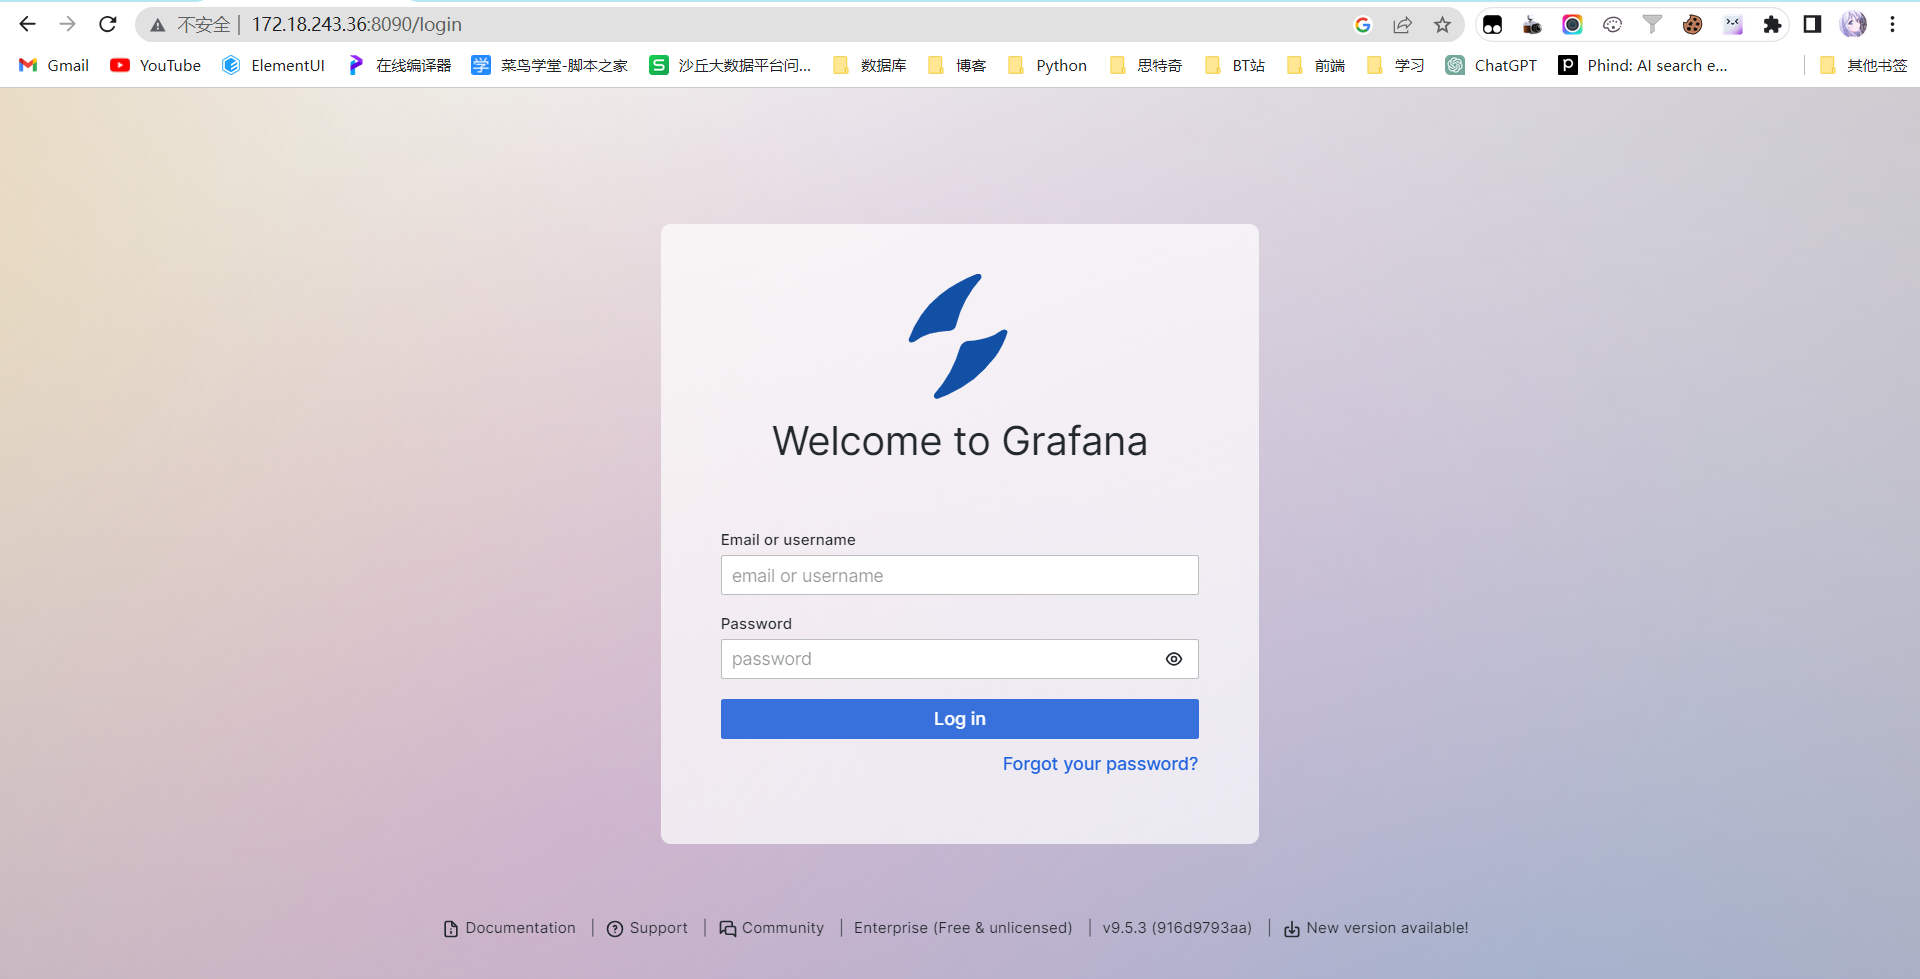 不安全 | 172.18.243.36:8090/login
Gmail YouTube ElementUI 在线编译器 学 菜鸟学堂-脚本之家 S 沙丘大数据平台问... 数据库 博客 Python 思特奇 BT站 前端 学习 ChatGPT p Phind: AI search e... 其他书签
Welcome to Grafana
Email or username
email or username
Password
password
Log in
Forgot your password?
Documentation | Support | Community | Enterprise (Free & unlicensed) | v9.5.3 (916d9793aa) | New version available!